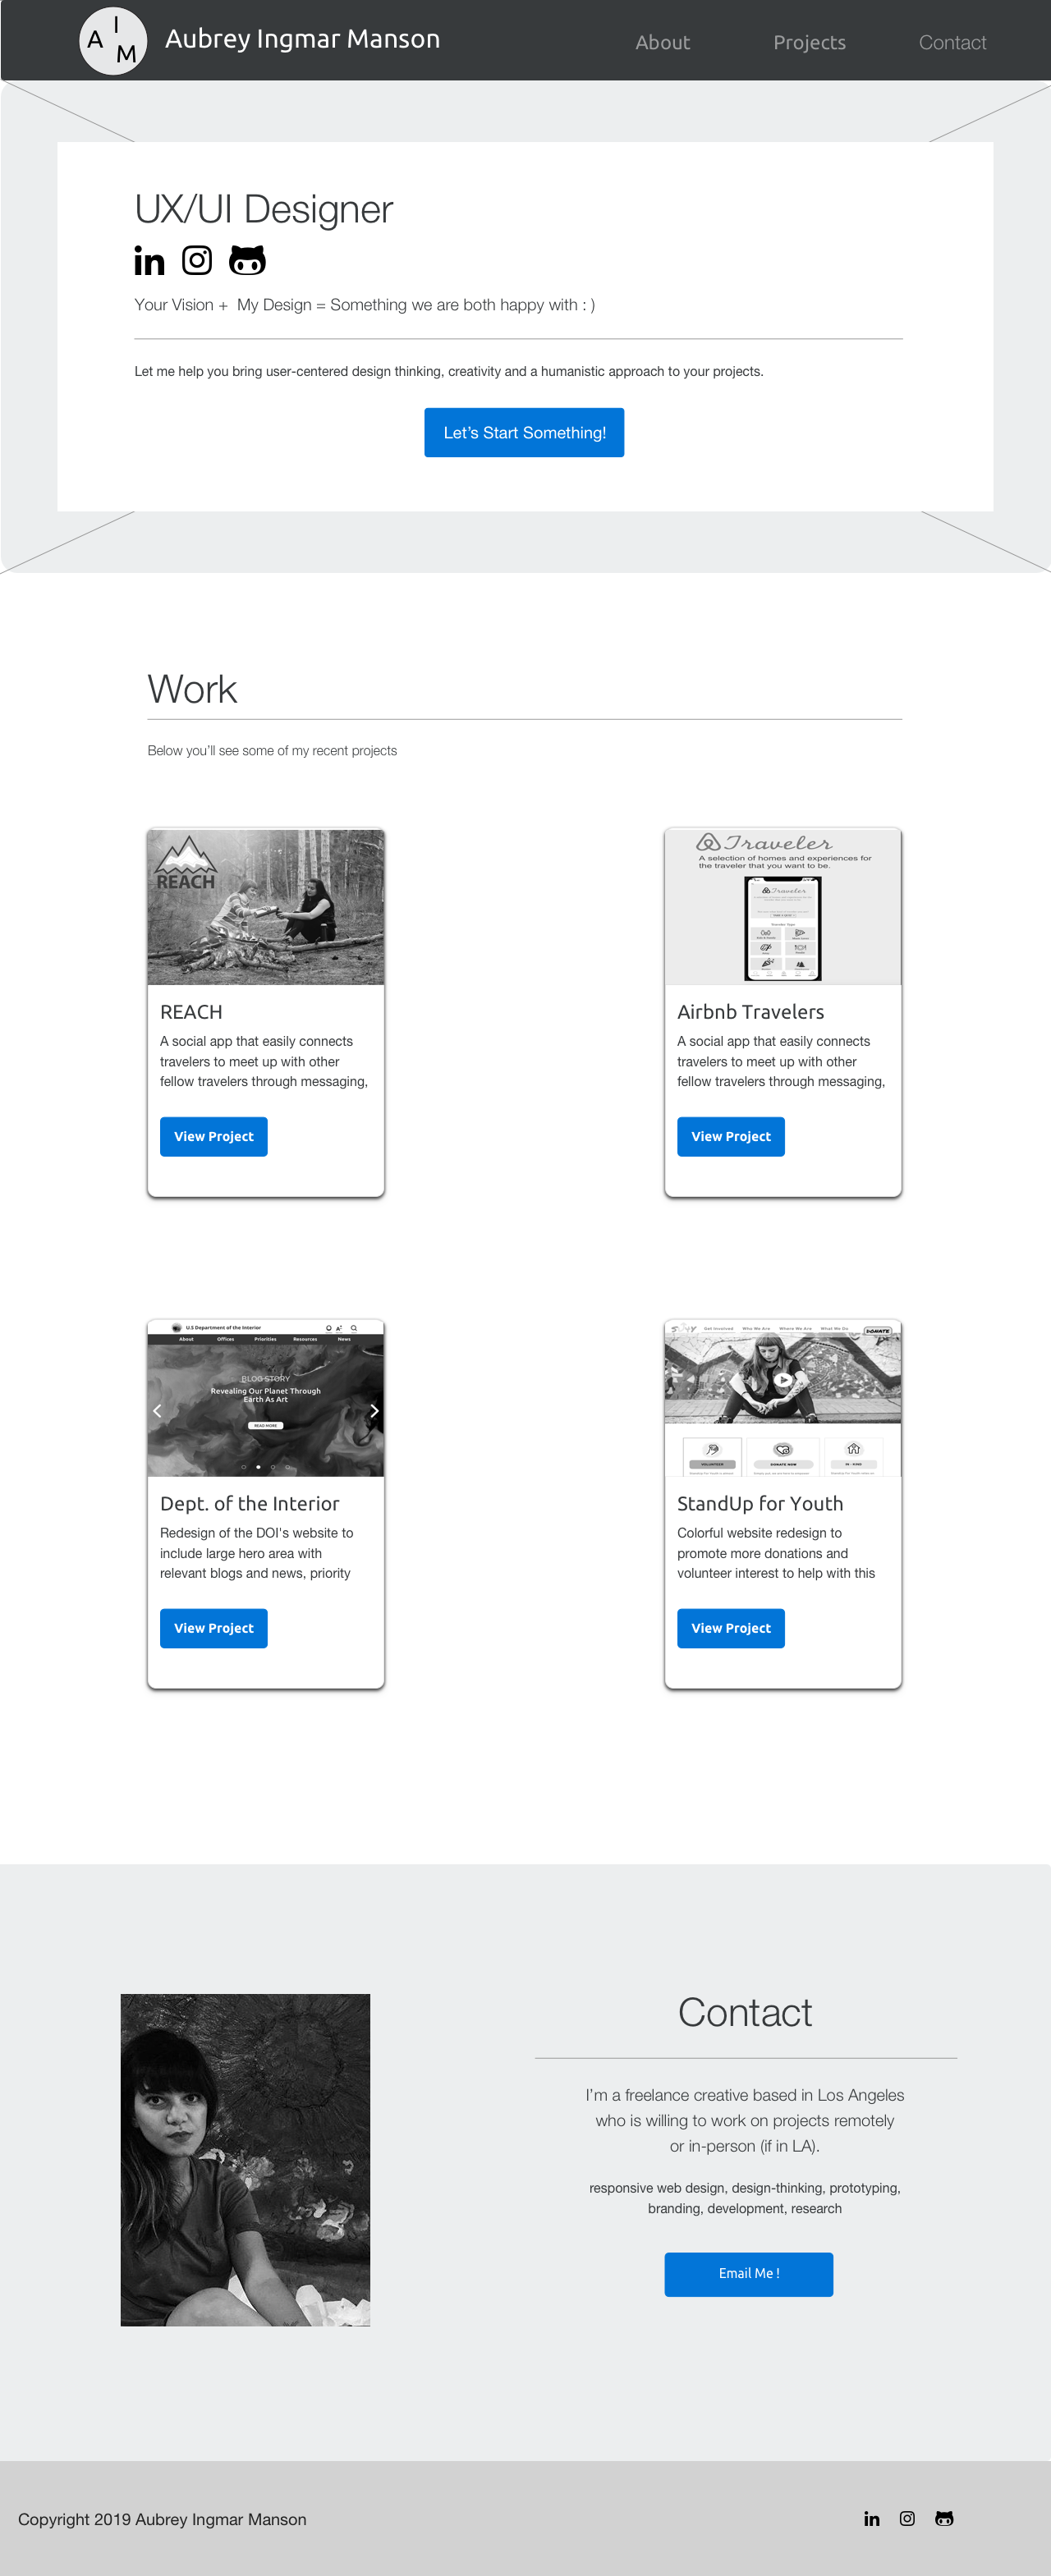 A I M
Aubrey Ingmar Manson
About Projects Contact
UX/UI Designer
in
Your Vision + My Design = Something we are both happy with : )
Let me help you bring user-centered design thinking, creativity and a humanistic approach to your projects.
Let's Start Something!
Work
Below you'll see some of my recent projects
REACH
REACH
A social app that easily connects
travelers to meet up with other
fellow travelers through messaging,
View Project
Traveler
A selection of homes and experiences for
the traveler that you want to be.
Traveler
Airbnb Travelers
A social app that easily connects
travelers to meet up with other
fellow travelers through messaging,
View Project
U.S Department of the Interior
About Offices Priorities Resources News
BLOG STORY
Revealing Our Planet Through
Earth As Art
READ MORE
Dept. of the Interior
Redesign of the DOI's website to
include large hero area with
relevant blogs and news, priority
View Project
Get Involved Who We Are Where We Are What We Do DONATE
VOLUNTEER DONATE NOW IN - KIND
StandUp for Youth
Colorful website redesign to
promote more donations and
volunteer interest to help with this
View Project
Contact
I'm a freelance creative based in Los Angeles
who is willing to work on projects remotely
or in-person (if in LA).
responsive web design, design-thinking, prototyping,
branding, development, research
Email Me !
Copyright 2019 Aubrey Ingmar Manson
in